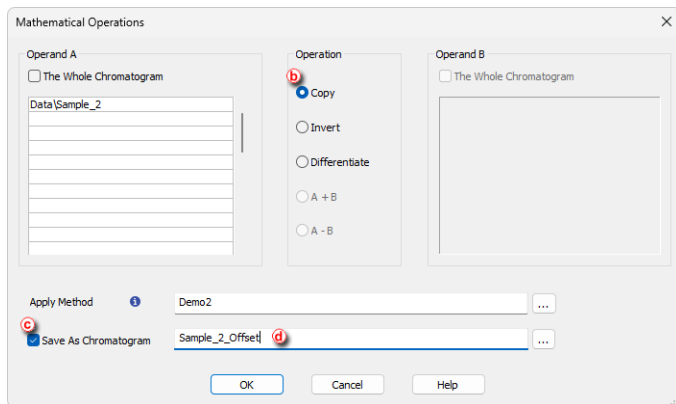 Mathematical Operations
Operand A
The Whole Chromatogram
Data\Sample_2
Operation
b
Copy
Invert
Differentiate
A + B
A - B
Operand B
The Whole Chromatogram
Apply Method
Demo2
...
c
Save As Chromatogram
Sample_2_Offset
d
...
OK
Cancel
Help